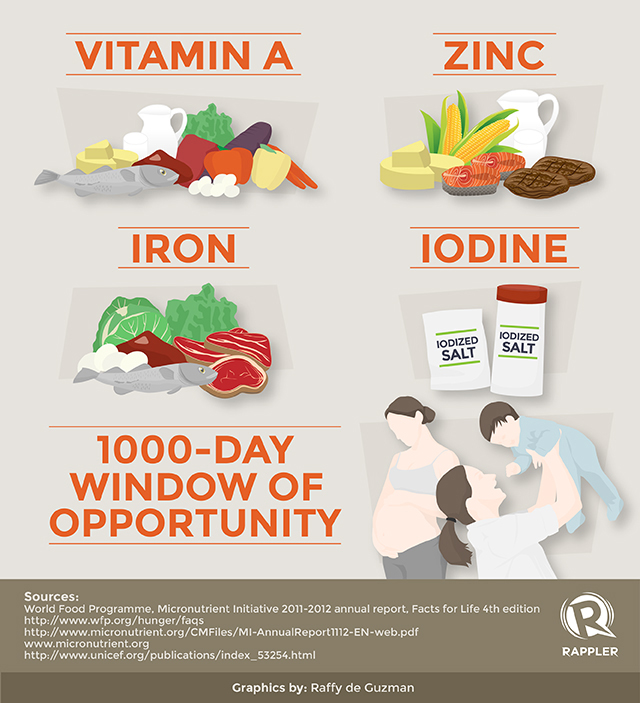 VITAMIN A
ZINC
IRON
IODINE
IODIZED
SALT
IODIZED
SALT
1000-DAY
WINDOW OF
OPPORTUNITY
Sources:
World Food Programme, Micronutrient Initiative 2011-2012 annual report, Facts for Life 4th edition
http://www.wfp.org/hunger/faqs
http://www.micronutrient.org/CMFiles/MI-AnnualReport1112-EN-web.pdf
www.micronutrient.org
http://www.unicef.org/publications/index_53254.html
R
RAPPLER
Graphics by: Raffy de Guzman